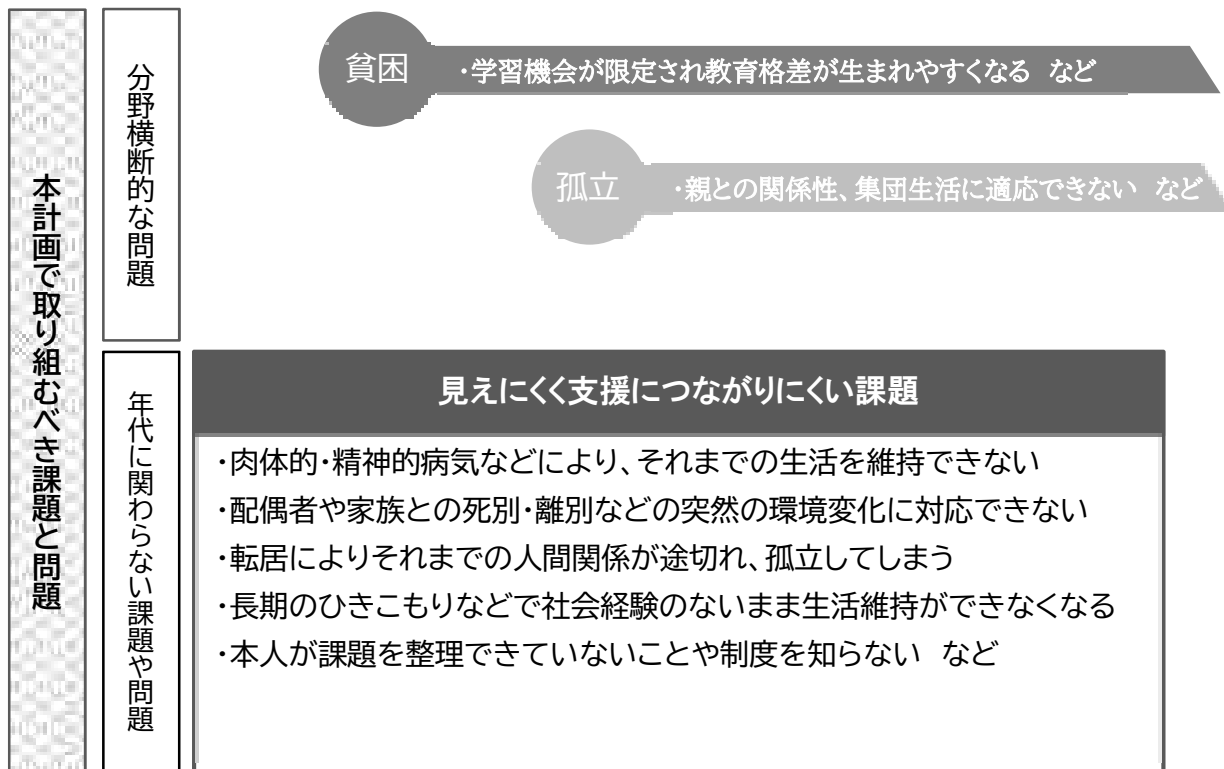 本計画で取り組むべき課題と問題
分野横断的な問題
貧困
・学習機会が限定され教育格差が生まれやすくなる など
孤立
・親との関係性、集団生活に適応できない など
年代に関わらない課題や問題
見えにくく支援につながりにくい課題
・肉体的・精神的病気などにより、それまでの生活を維持できない
・配偶者や家族との死別・離別などの突然の環境変化に対応できない
・転居によりそれまでの人間関係が途切れ、孤立してしまう
・長期のひきこもりなどで社会経験のないまま生活維持ができなくなる
・本人が課題を整理できていないことや制度を知らない など